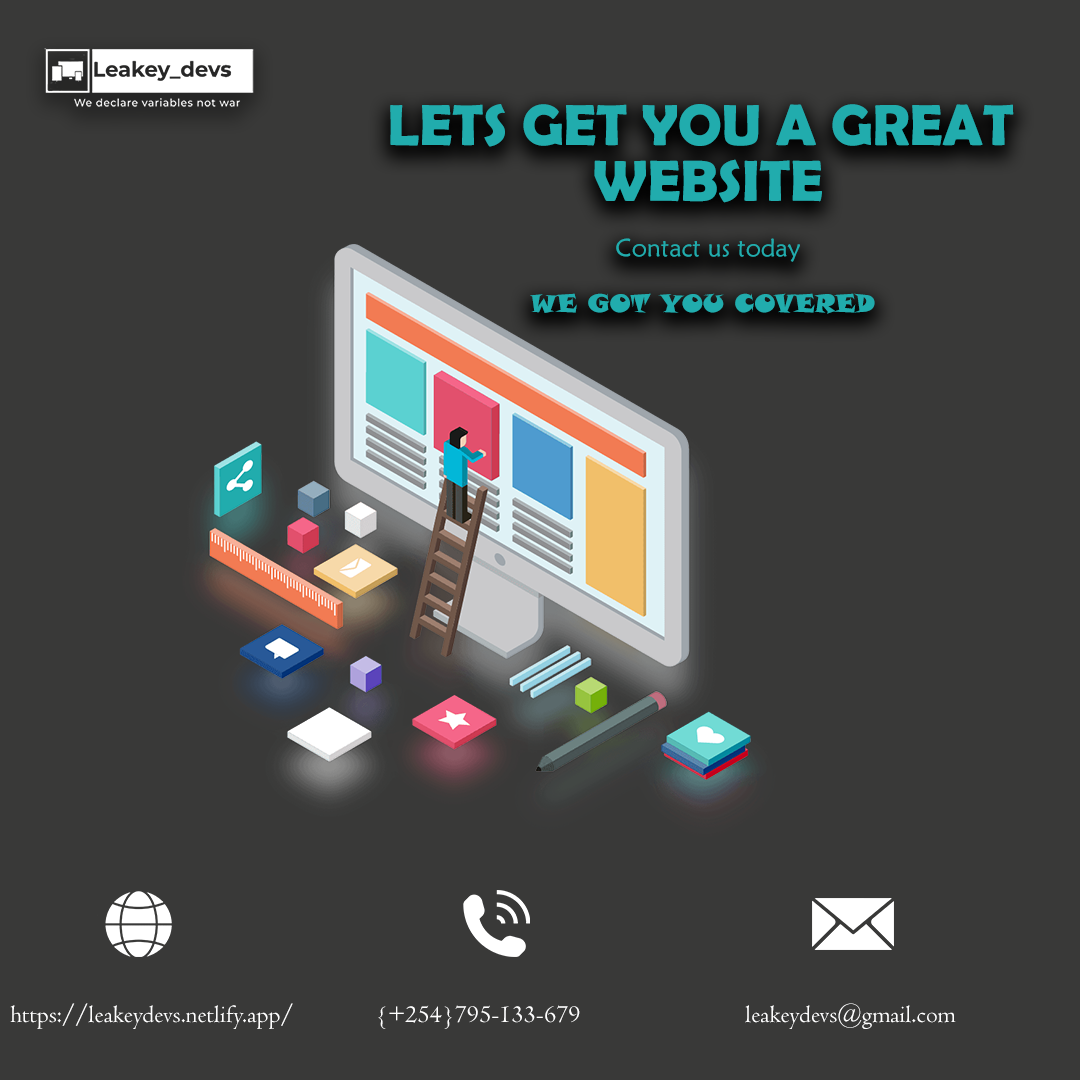 Leakey_devs
We declare variables not war
LETS GET YOU A GREAT
WEBSITE
Contact us today
WE GOT YOU COVERED
https://leakeydevs.netlify.app/
{+254}795-133-679
leakeydevs@gmail.com